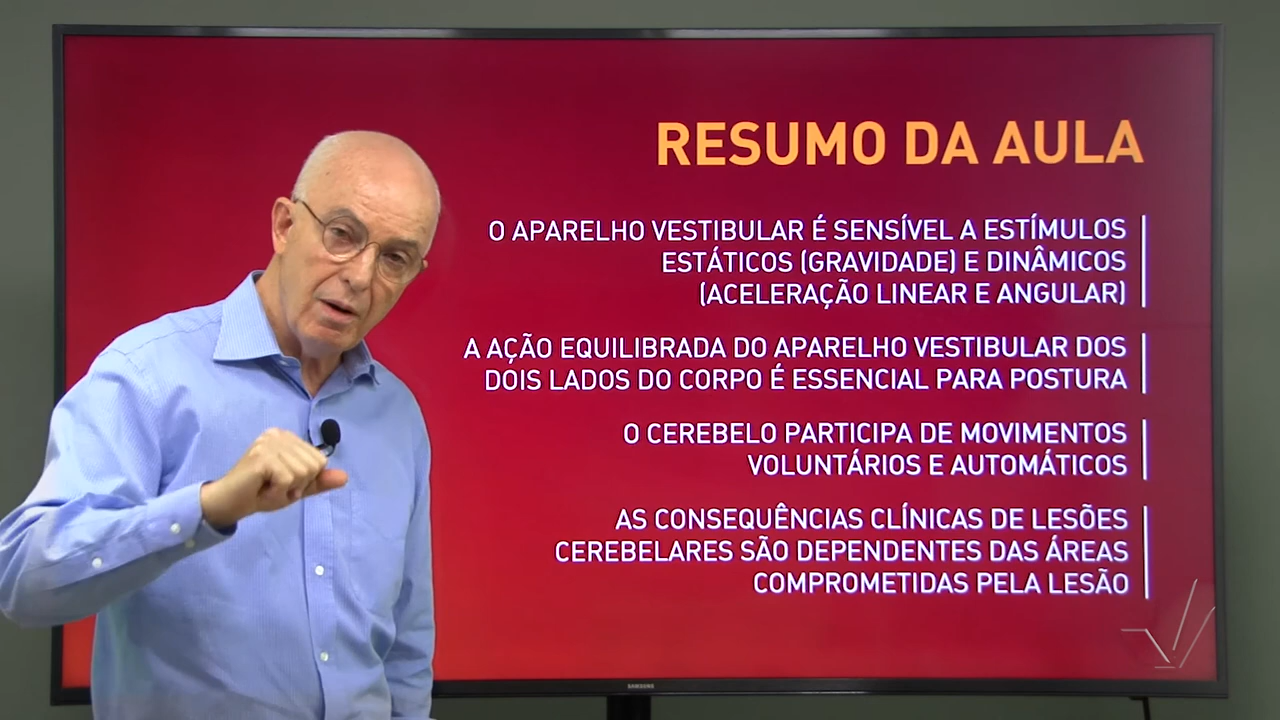 RESUMO DA AULA
O APARELHO VESTIBULAR É SENSÍVEL A ESTÍMULOS
ESTÁTICOS (GRAVIDADE) E DINÂMICOS
(ACELERAÇÃO LINEAR E ANGULAR)
A AÇÃO EQUILIBRADA DO APARELHO VESTIBULAR DOS
DOIS LADOS DO CORPO É ESSENCIAL PARA POSTURA
O CEREBELO PARTICIPA DE MOVIMENTOS
VOLUNTÁRIOS E AUTOMÁTICOS
AS CONSEQUÊNCIAS CLÍNICAS DE LESÕES
CEREBELARES SÃO DEPENDENTES DAS ÁREAS
COMPROMETIDAS PELA LESÃO
SAMSUNG